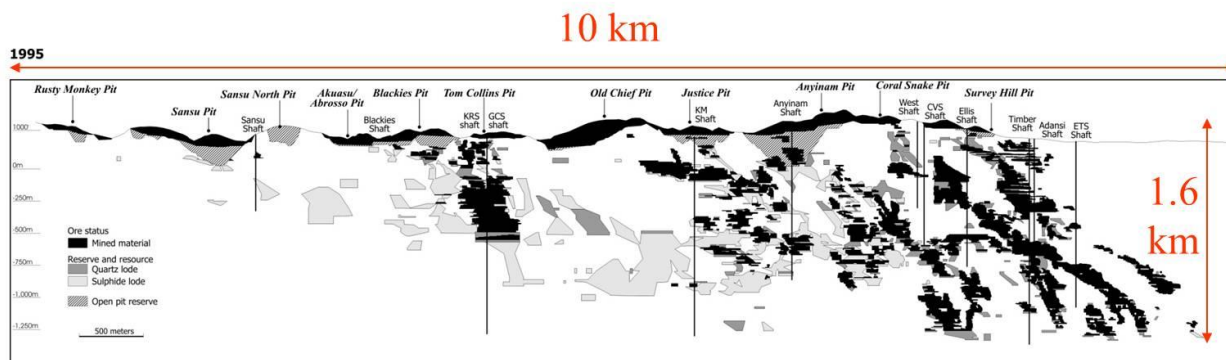 10 km
1995
Rusty Monkey Pit
Sansu Pit
Sansu North Pit
Sansu
Shaft
Akuasu/
Abrosso Pit
Blackies
Shaft
Blackies Pit
Tom Collins Pit
KRS
Shaft
GCS
Shaft
Old Chief Pit
Justice Pit
KM
Shaft
Anyinam
Shaft
Anyinam Pit
Coral Snake Pit
West
Shaft
CVS
Shaft
Ellis
Shaft
Survey Hill Pit
Timber
Shaft
Adansi
Shaft
ETS
Shaft
1000
0m
-250m
-500m
-750m
-1,000m
-1,250m
Ore status
Mined material
Reserve and resource
Quartz lode
Sulphide lode
Open pit reserve
500 meters
1.6
km